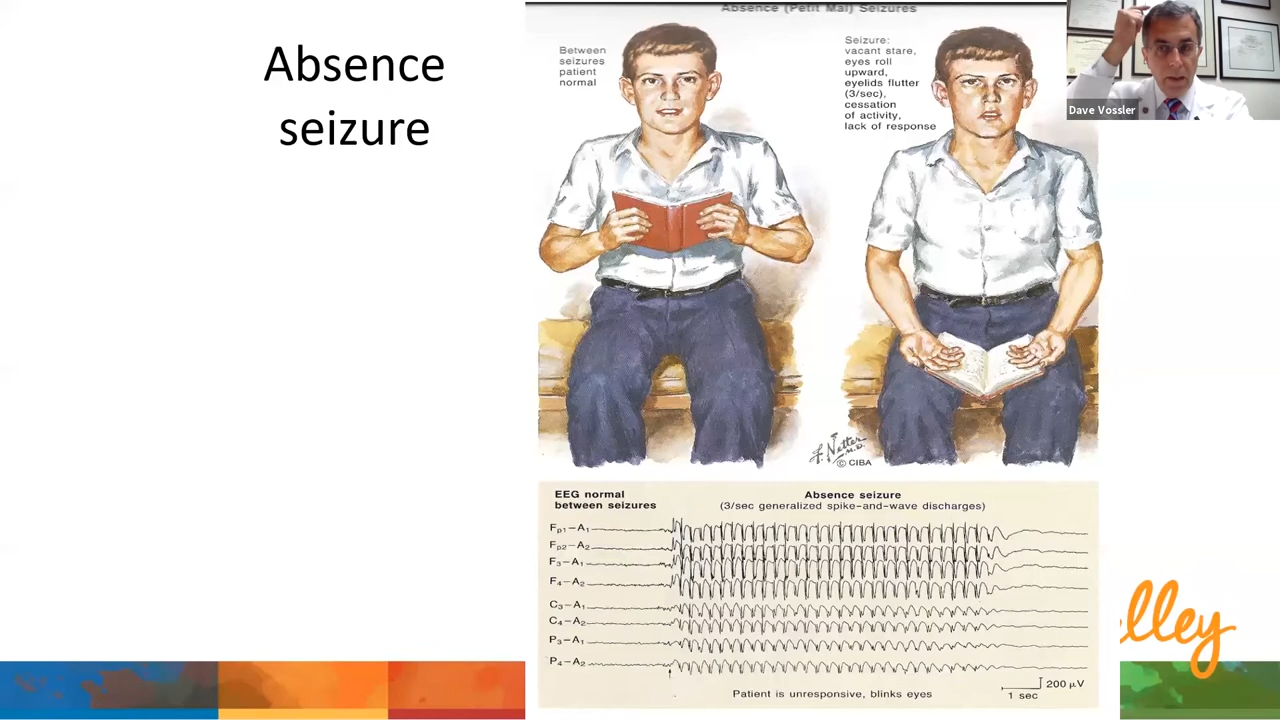 Absence
seizure
Absence (Petit Mal) Seizures
Between
seizures
patient
normal
Seizure:
vacant stare,
eyes roll
upward,
eyelids flutter
(3/sec),
cessation
of activity,
lack of response
Dave Vossler
F. Netter
M.D.
© CIBA
EEG normal
between seizures
Absence seizure
(3/sec generalized spike-and-wave discharges)
Fp1–A1
Fp2–A2
F3–A1
F4–A2
C3–A1
C4–A2
P3–A1
P4–A2
200 μV
1 sec
Patient is unresponsive, blinks eyes
lley